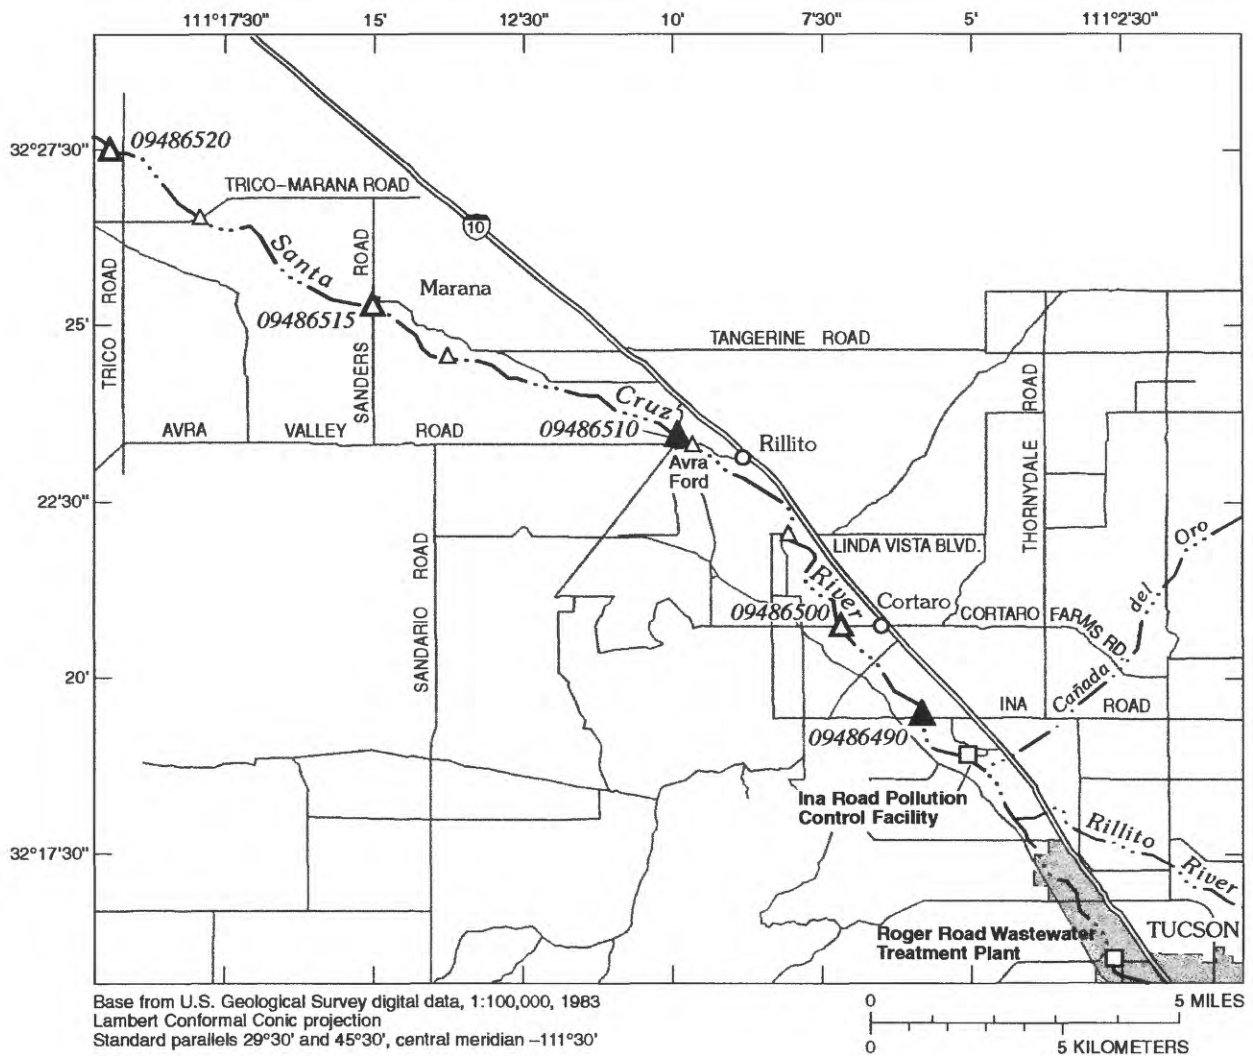 111°17'30" 15' 12'30" 10' 7'30" 5' 111°2'30"
32°27'30"
09486520
TRICO–MARANA ROAD
10
Santa
SANDERS ROAD
TRICO ROAD
Marana
09486515
25'
TANGERINE ROAD
THORNYDALE ROAD
Cruz
AVRA VALLEY ROAD
09486510
Rillito
Avra
Ford
22'30"
SANDARIO ROAD
LINDA VISTA BLVD.
Oro
River
del
Cortaro
09486500
CORTARO FARMS RD.
20'
Cañada
INA ROAD
09486490
Ina Road Pollution
Control Facility
Rillito
River
32°17'30"
TUCSON
Roger Road Wastewater
Treatment Plant
Base from U.S. Geological Survey digital data, 1:100,000, 1983
Lambert Conformal Conic projection
Standard parallels 29°30' and 45°30', central meridian –111°30'
0 5 MILES
0 5 KILOMETERS